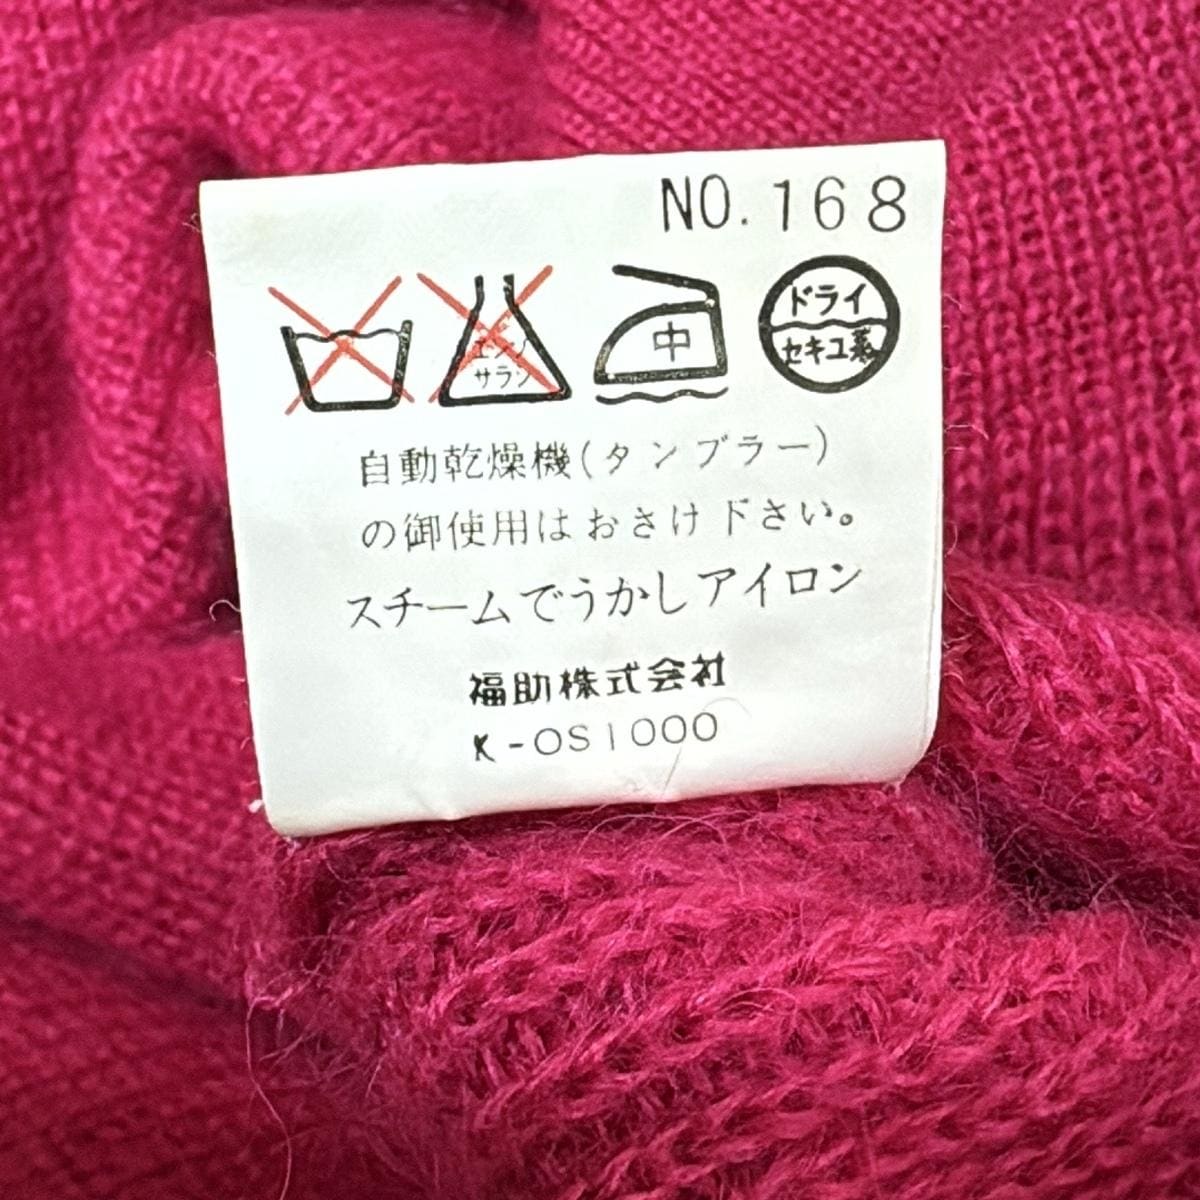 NO.168
エンソ
サラシ
中
ドライ
セキユ系
自動乾燥機(タンブラー)
の御使用はおさけ下さい。
スチームでうかしアイロン
福助株式会社
K-OS1000